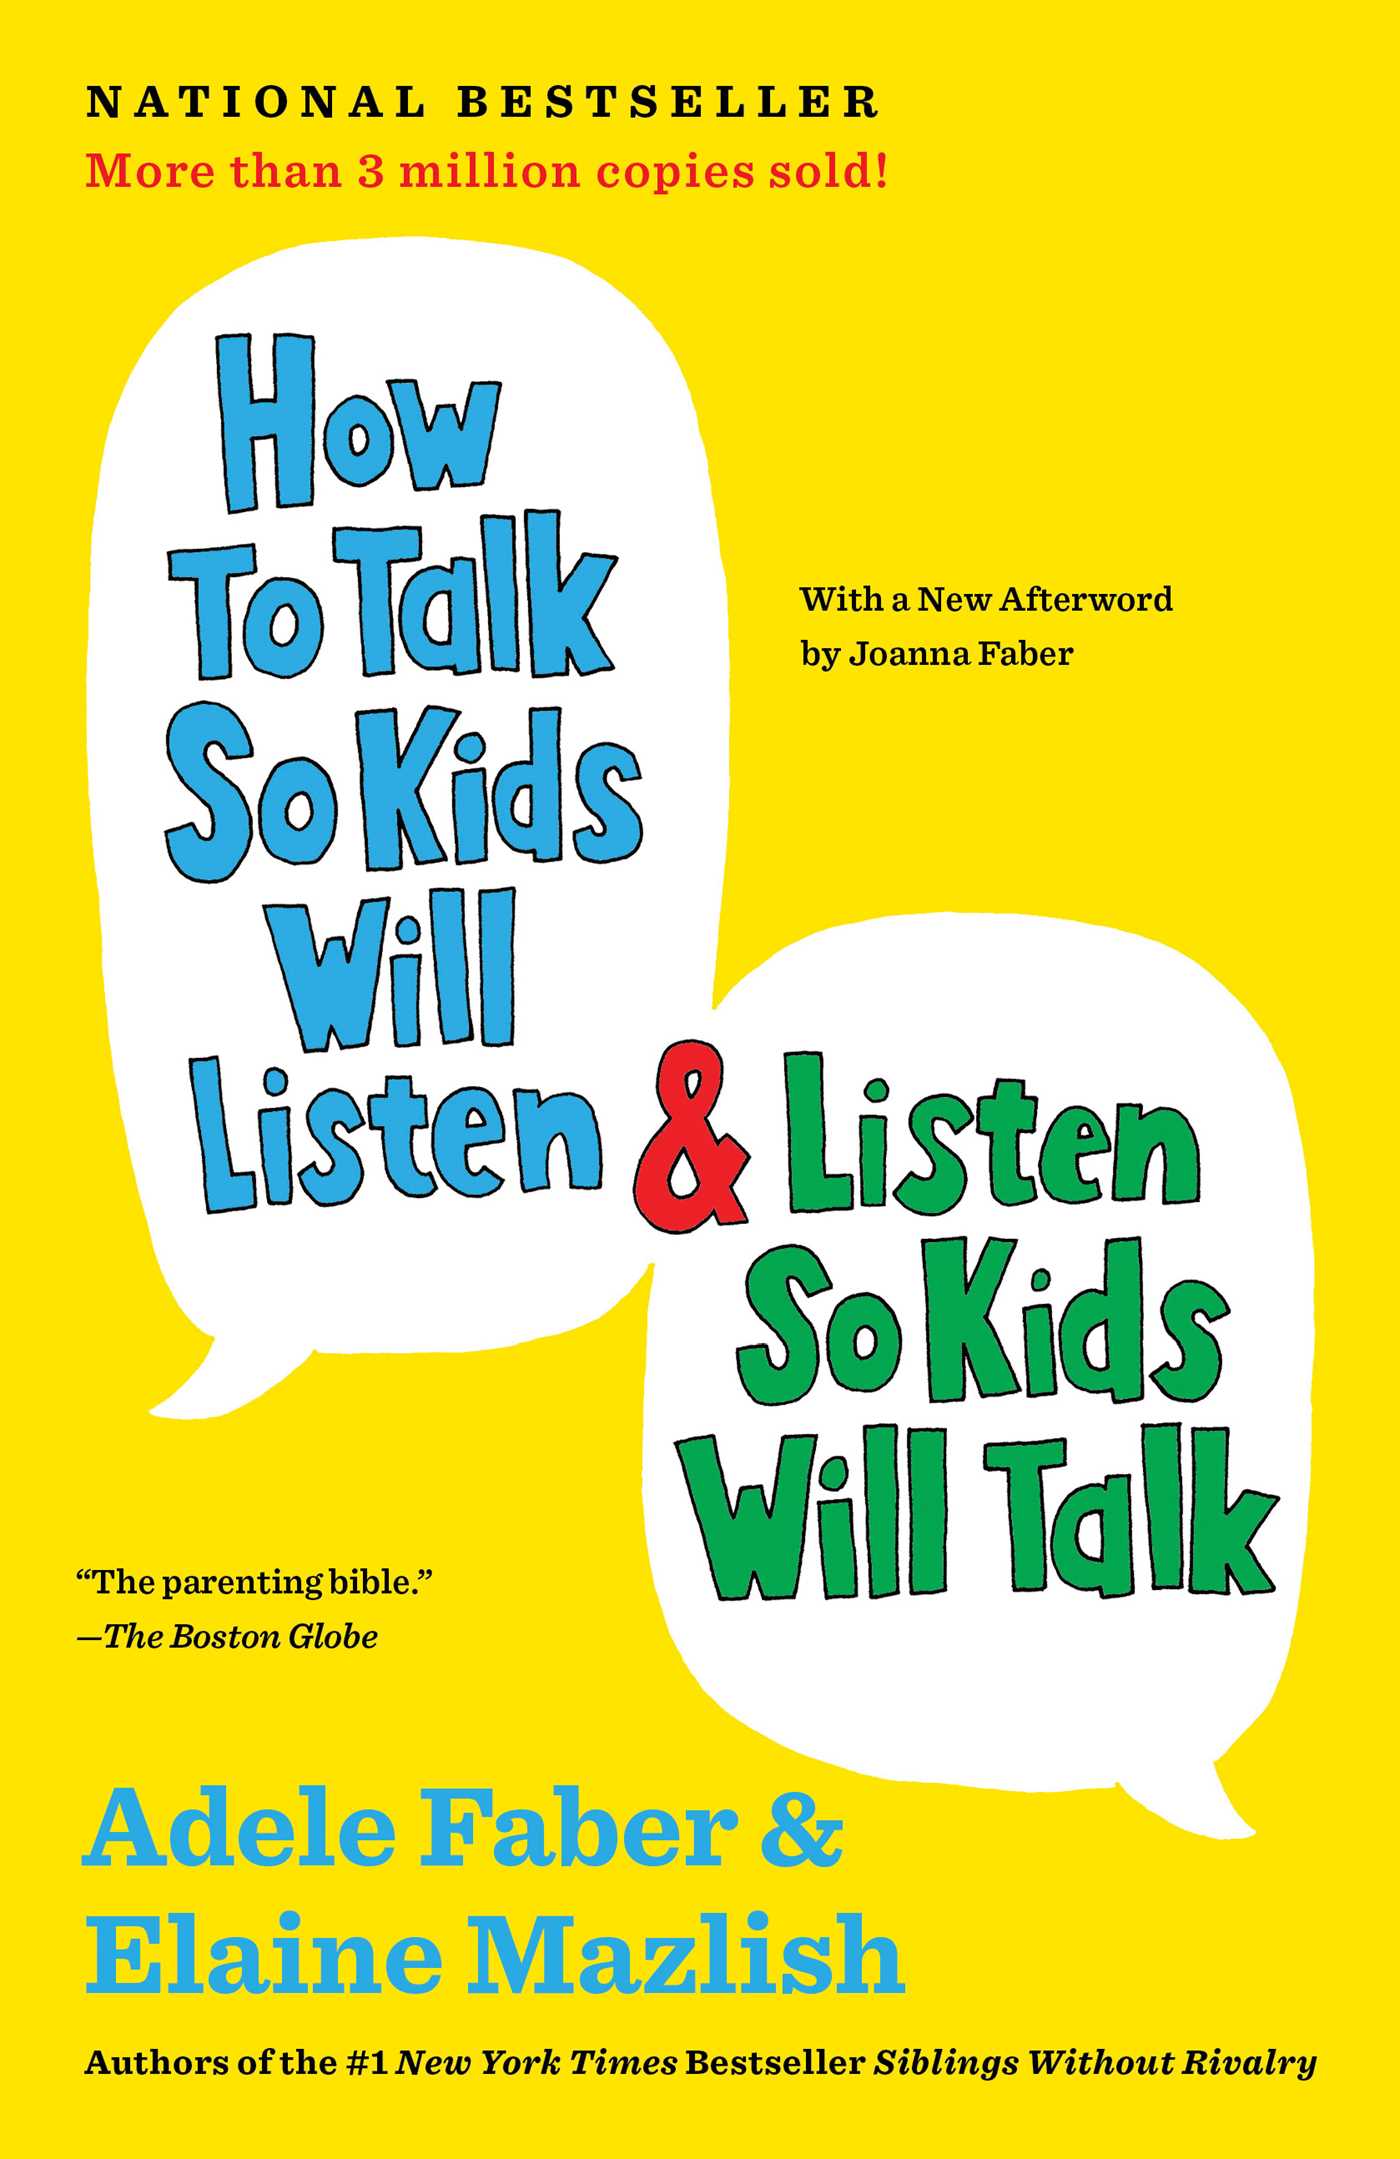 NATIONAL BESTSELLER
More than 3 million copies sold!
How
To Talk
So Kids
Will
Listen
&
Listen
So Kids
Will Talk
With a New Afterword
by Joanna Faber
“The parenting bible.”
—The Boston Globe
Adele Faber &
Elaine Mazlish
Authors of the #1 New York Times Bestseller Siblings Without Rivalry